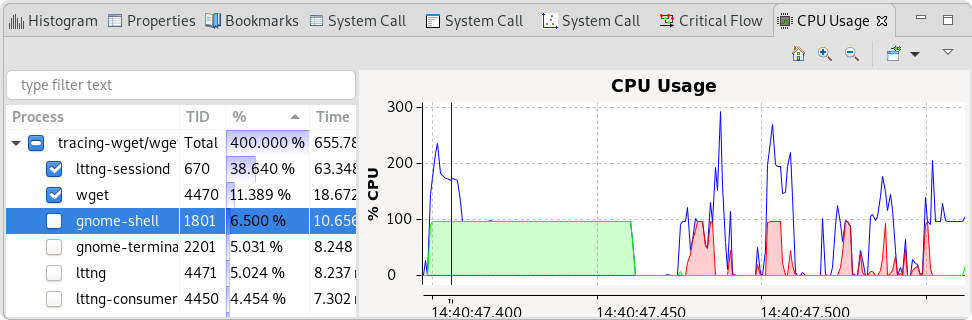 Histogram Properties Bookmarks System Call System Call System Call Critical Flow CPU Usage
type filter text
Process TID % Time
tracing-wget/wge Total 400.000 % 655.78
lttng-sessiond 670 38.640 % 63.348
wget 4470 11.389 % 18.672
gnome-shell 1801 6.500 % 10.656
gnome-termina 2201 5.031 % 8.248
lttng 4471 5.024 % 8.237
lttng-consumer 4450 4.454 % 7.302
CPU Usage
% CPU
300
200
100
0
14:40:47.400 14:40:47.450 14:40:47.500